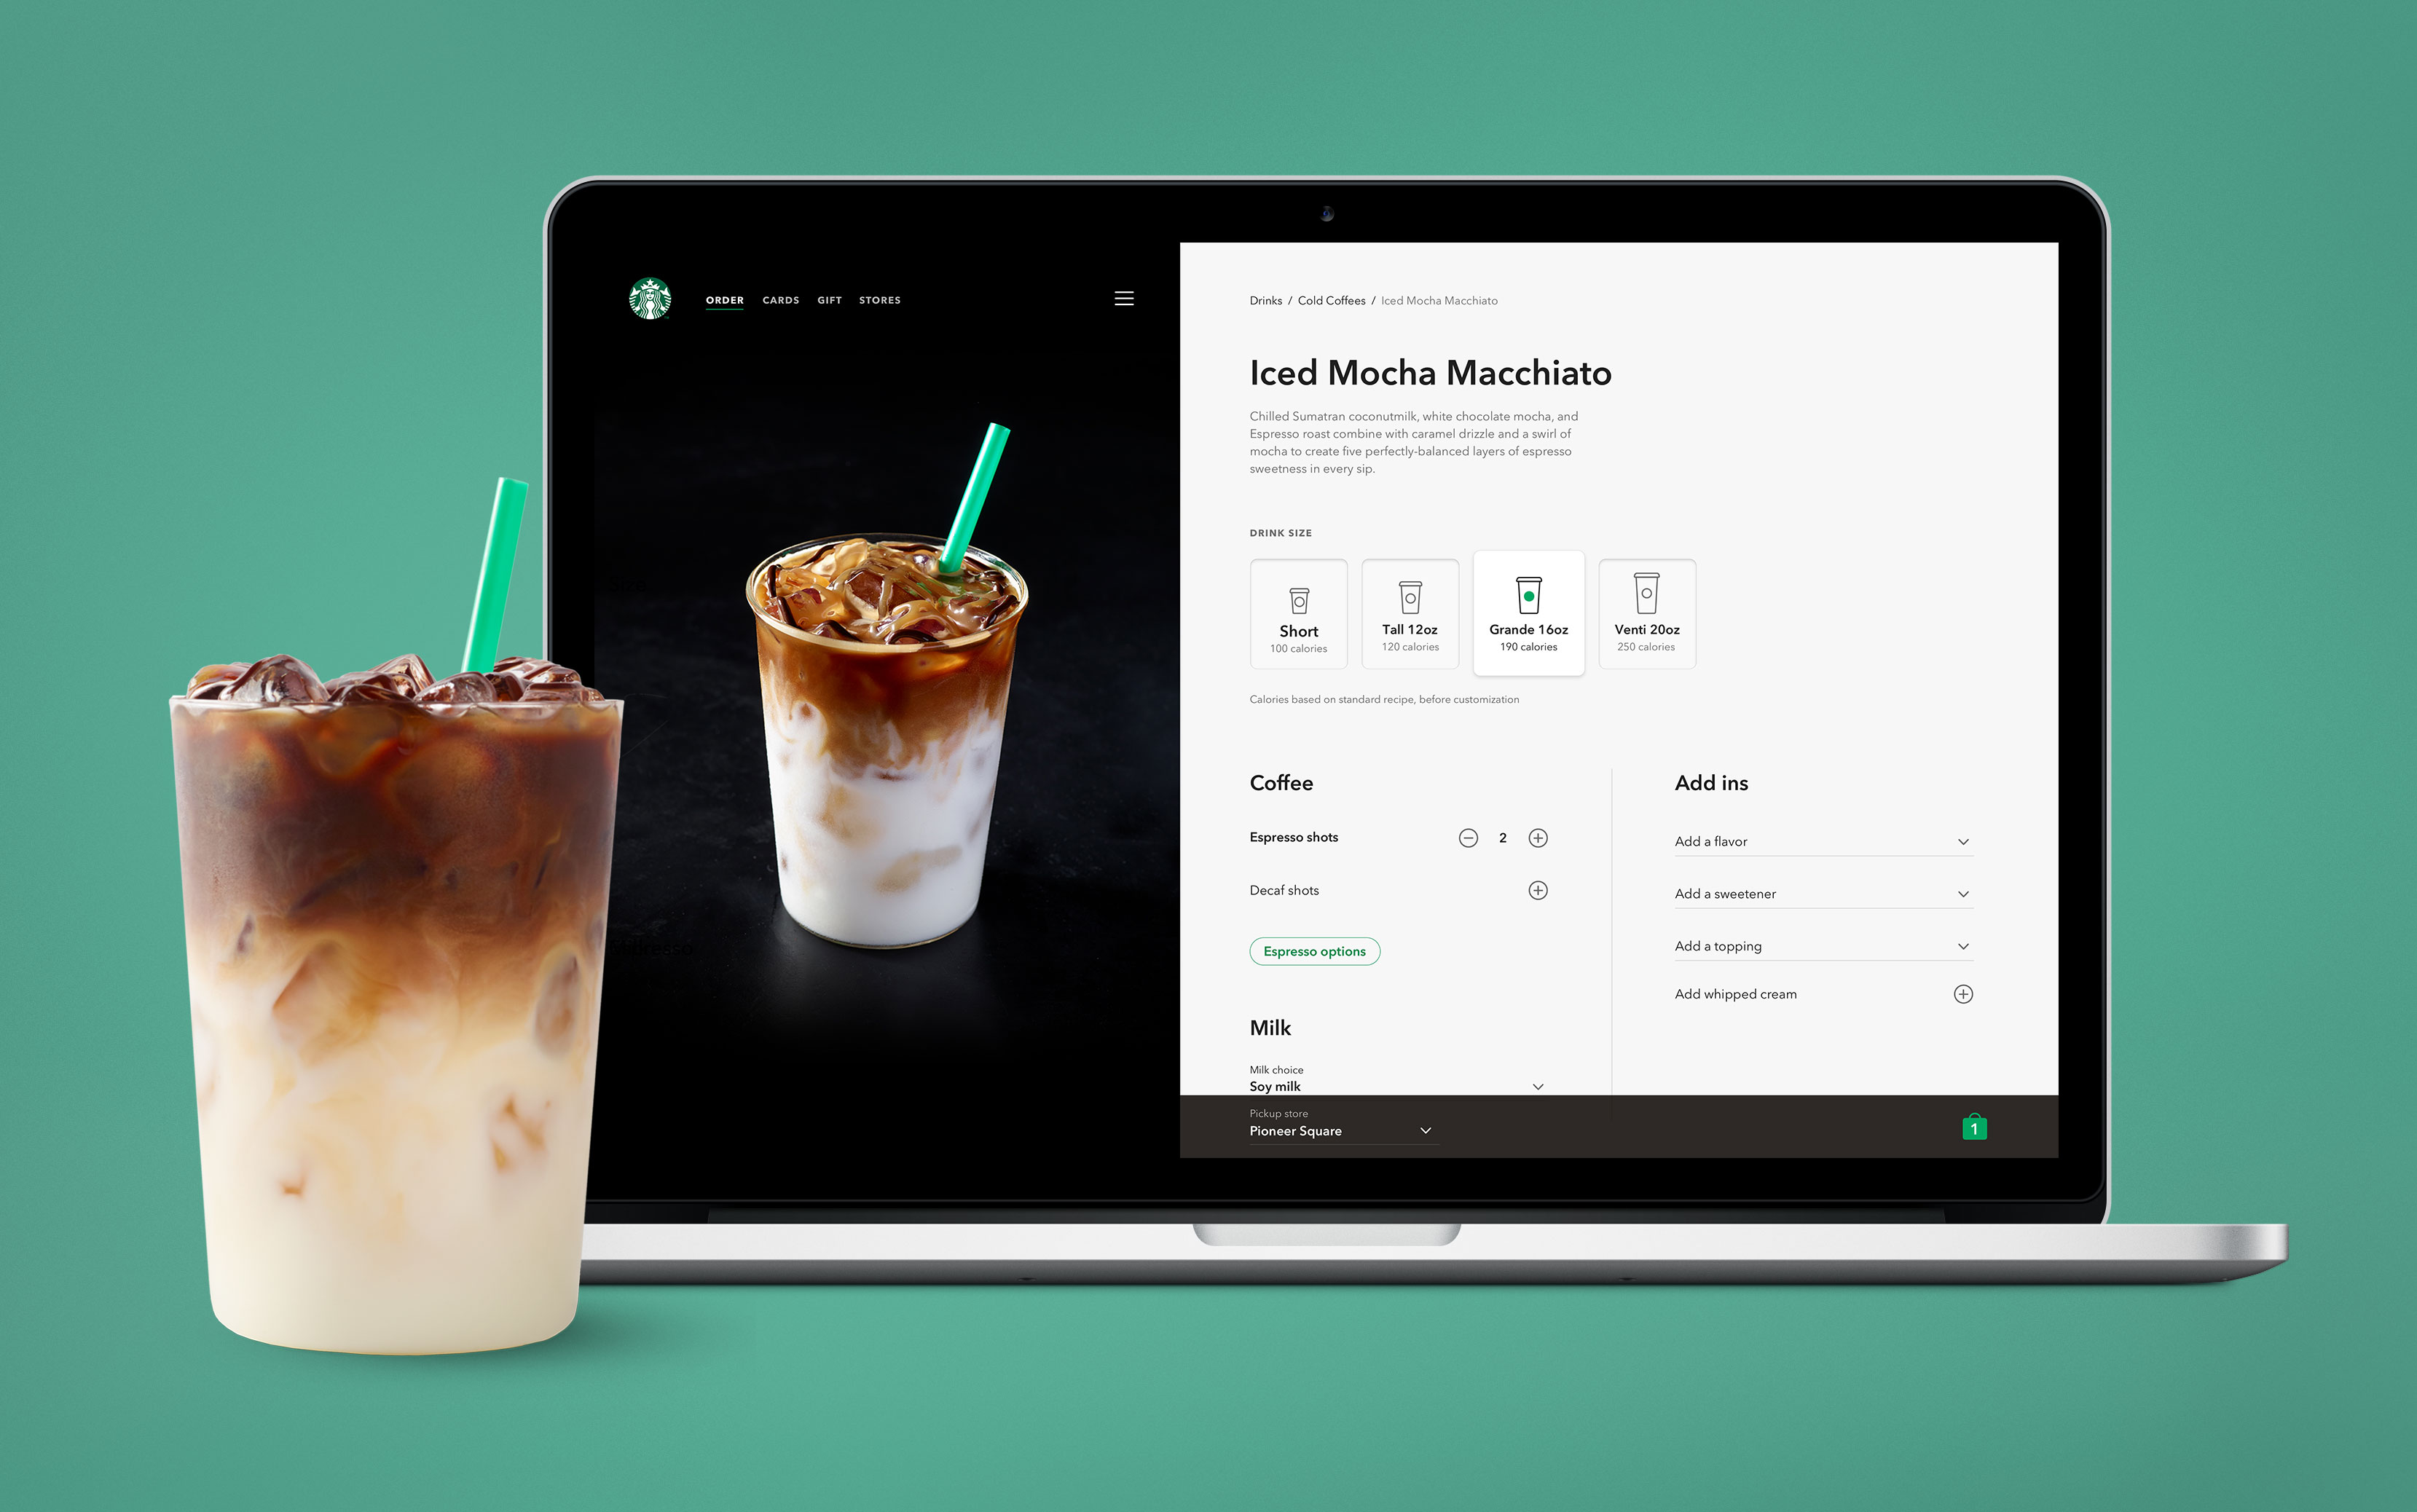 ORDER CARDS GIFT STORES
Drinks / Cold Coffees / Iced Mocha Macchiato
Iced Mocha Macchiato
Chilled Sumatran coconutmilk, white chocolate mocha, and
Espresso roast combine with caramel drizzle and a swirl of
mocha to create five perfectly-balanced layers of espresso
sweetness in every sip.
DRINK SIZE
Short
100 calories
Tall 12oz
120 calories
Grande 16oz
190 calories
Venti 20oz
250 calories
Calories based on standard recipe, before customization
Coffee
Espresso shots 2
Decaf shots
Espresso options
Milk
Milk choice
Soy milk
Add ins
Add a flavor
Add a sweetener
Add a topping
Add whipped cream
Pickup store
Pioneer Square
1